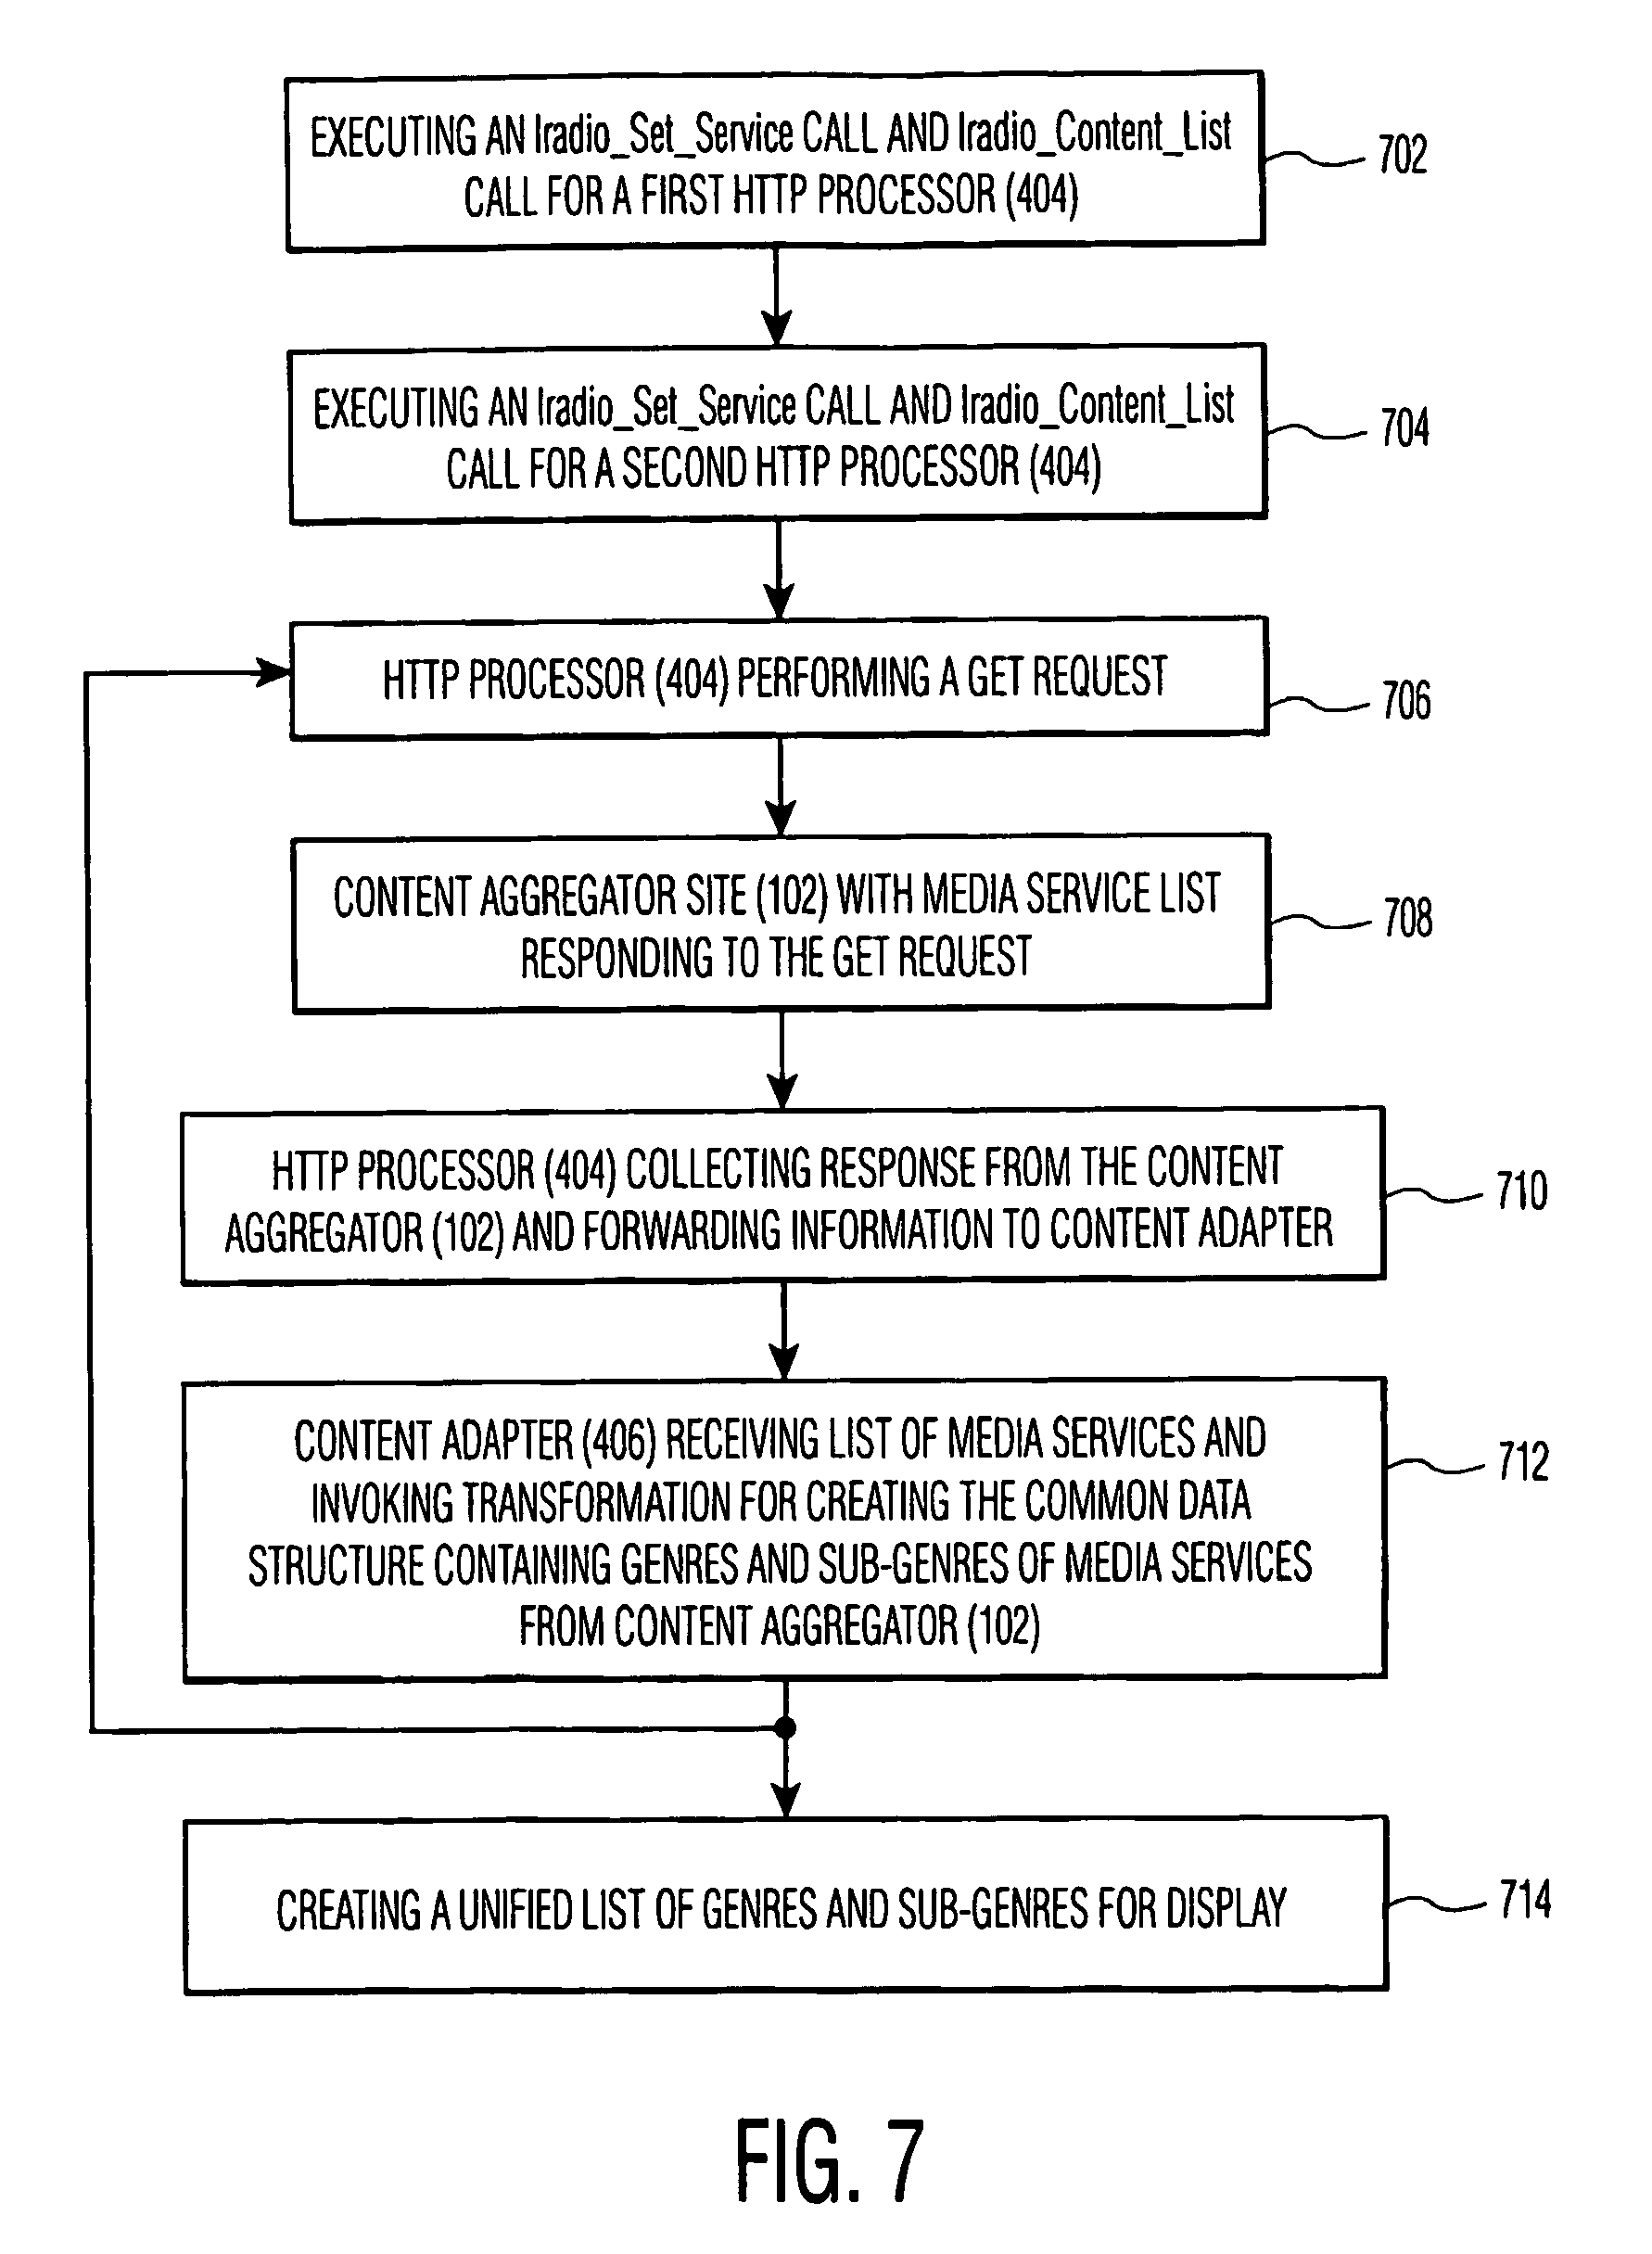 EXECUTING AN Iradio_Set_Service CALL AND Iradio_Content_List
CALL FOR A FIRST HTTP PROCESSOR (404)
702
EXECUTING AN Iradio_Set_Service CALL AND Iradio_Content_List
CALL FOR A SECOND HTTP PROCESSOR (404)
704
HTTP PROCESSOR (404) PERFORMING A GET REQUEST
706
CONTENT AGGREGATOR SITE (102) WITH MEDIA SERVICE LIST
RESPONDING TO THE GET REQUEST
708
HTTP PROCESSOR (404) COLLECTING RESPONSE FROM THE CONTENT
AGGREGATOR (102) AND FORWARDING INFORMATION TO CONTENT ADAPTER
710
CONTENT ADAPTER (406) RECEIVING LIST OF MEDIA SERVICES AND
INVOKING TRANSFORMATION FOR CREATING THE COMMON DATA
STRUCTURE CONTAINING GENRES AND SUB-GENRES OF MEDIA SERVICES
FROM CONTENT AGGREGATOR (102)
712
CREATING A UNIFIED LIST OF GENRES AND SUB-GENRES FOR DISPLAY
714
FIG. 7